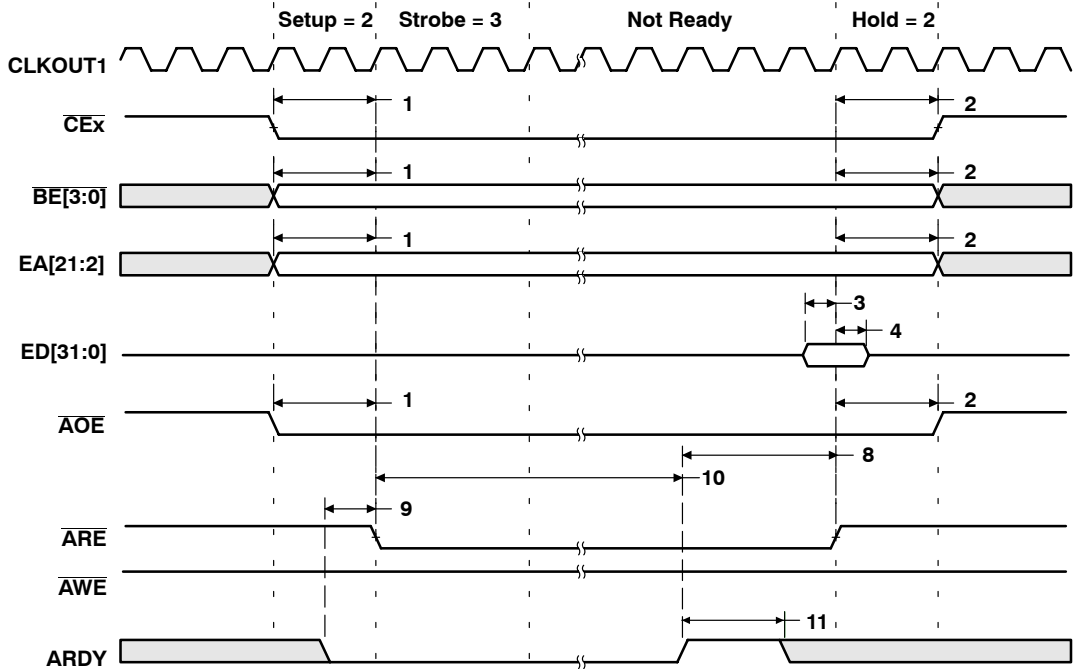 Setup = 2 Strobe = 3 Not Ready Hold = 2
CLKOUT1
1 2
CEx
1 2
BE[3:0]
1 2
EA[21:2]
3
4
ED[31:0]
1 2
AOE
8
10
9
ARE
AWE
11
ARDY